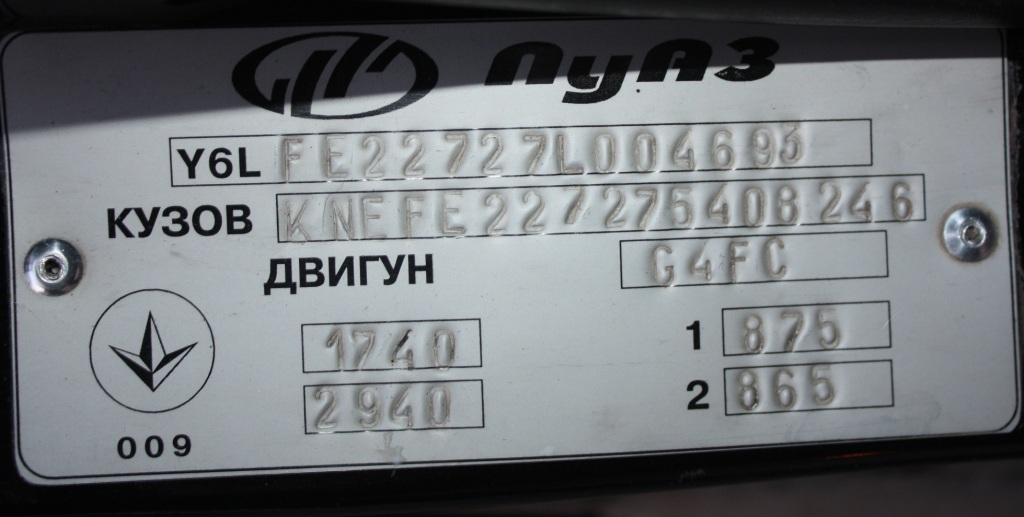 ЛуАЗ
Y6L FE22727L004693
КУЗОВ KNEFE227275408246
ДВИГУН G4FC
1740 1 875
2940 2 865
009